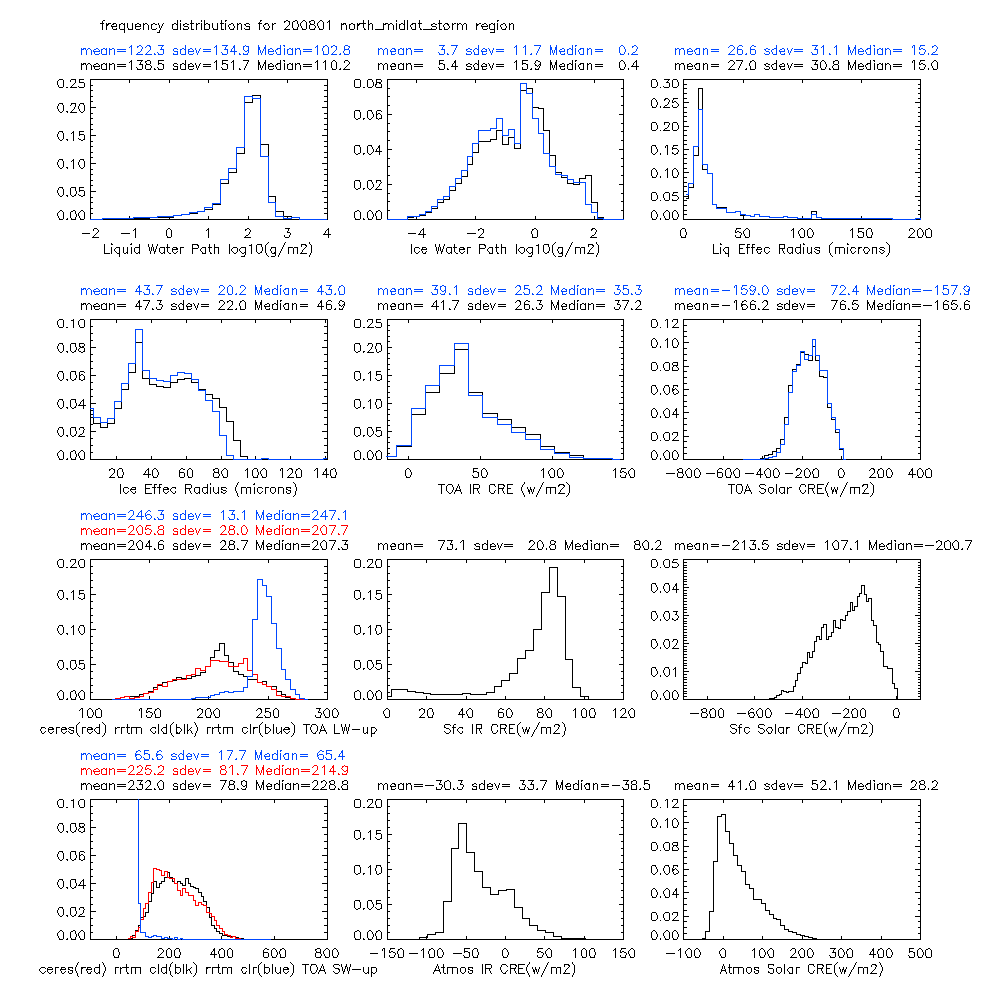 frequency distributions for 200801 north_midlat_storm region
mean=122.3 sdev=134.9 Median=102.8
mean=138.5 sdev=151.7 Median=110.2
0.25
0.20
0.15
0.10
0.05
0.00
−2 −1 0 1 2 3 4
Liquid Water Path log10(g/m2)
mean= 3.7 sdev= 11.7 Median= 0.2
mean= 5.4 sdev= 15.9 Median= 0.4
0.08
0.06
0.04
0.02
0.00
−4 −2 0 2
Ice Water Path log10(g/m2)
mean= 26.6 sdev= 31.1 Median= 15.2
mean= 27.0 sdev= 30.8 Median= 15.0
0.30
0.25
0.20
0.15
0.10
0.05
0.00
0 50 100 150 200
Liq Effec Radius (microns)
mean= 43.7 sdev= 20.2 Median= 43.0
mean= 47.3 sdev= 22.0 Median= 46.9
0.10
0.08
0.06
0.04
0.02
0.00
20 40 60 80 100 120 140
Ice Effec Radius (microns)
mean= 39.1 sdev= 25.2 Median= 35.3
mean= 41.7 sdev= 26.3 Median= 37.2
0.25
0.20
0.15
0.10
0.05
0.00
0 50 100 150
TOA IR CRE (w/m2)
mean=−159.0 sdev= 72.4 Median=−157.9
mean=−166.2 sdev= 76.5 Median=−165.6
0.12
0.10
0.08
0.06
0.04
0.02
0.00
−800 −600 −400 −200 0 200 400
TOA Solar CRE(w/m2)
mean=246.3 sdev= 13.1 Median=247.1
mean=205.8 sdev= 28.0 Median=207.7
mean=204.6 sdev= 28.7 Median=207.3
0.20
0.15
0.10
0.05
0.00
100 150 200 250 300
ceres(red) rrtm cld(blk) rrtm clr(blue) TOA LW−up
mean= 73.1 sdev= 20.8 Median= 80.2
0.20
0.15
0.10
0.05
0.00
0 20 40 60 80 100 120
Sfc IR CRE(w/m2)
mean=−213.5 sdev= 107.1 Median=−200.7
0.05
0.04
0.03
0.02
0.01
0.00
−800 −600 −400 −200 0
Sfc Solar CRE(w/m2)
mean= 65.6 sdev= 17.7 Median= 65.4
mean=225.2 sdev= 81.7 Median=214.9
mean=232.0 sdev= 78.9 Median=228.8
0.10
0.08
0.06
0.04
0.02
0.00
0 200 400 600 800
ceres(red) rrtm cld(blk) rrtm clr(blue) TOA SW−up
mean=−30.3 sdev= 33.7 Median=−38.5
0.20
0.15
0.10
0.05
0.00
−150 −100 −50 0 50 100 150
Atmos IR CRE(w/m2)
mean= 41.0 sdev= 52.1 Median= 28.2
0.12
0.10
0.08
0.06
0.04
0.02
0.00
−100 0 100 200 300 400 500
Atmos Solar CRE(w/m2)